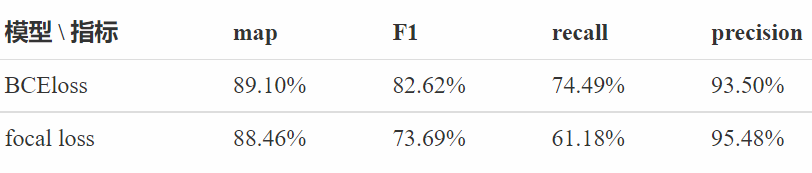 模型 \ 指标 map F1 recall precision
BCEloss 89.10% 82.62% 74.49% 93.50%
focal loss 88.46% 73.69% 61.18% 95.48%